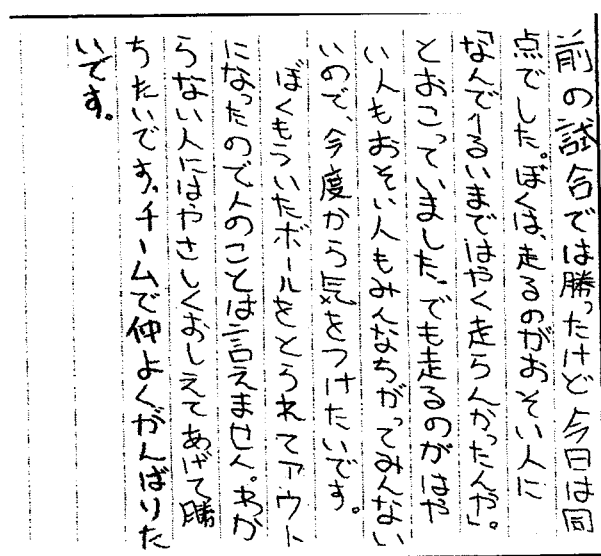 前の試合では勝ったけど今日は同
点でした。ぼくは、走るのがおそい人に
「なんで1るいまではやく走らんかったんや」。
とおこっていました。でも走るのがはや
い人もおそい人もみんなちがってみんない
いので、今度から気をつけたいです。
ぼくもういたボールをとられてアウト
になったので人のことは言えません。わか
らない人にはやさしくおしえてあげて勝
ちたいです。チームで仲よくがんばりた
いです。